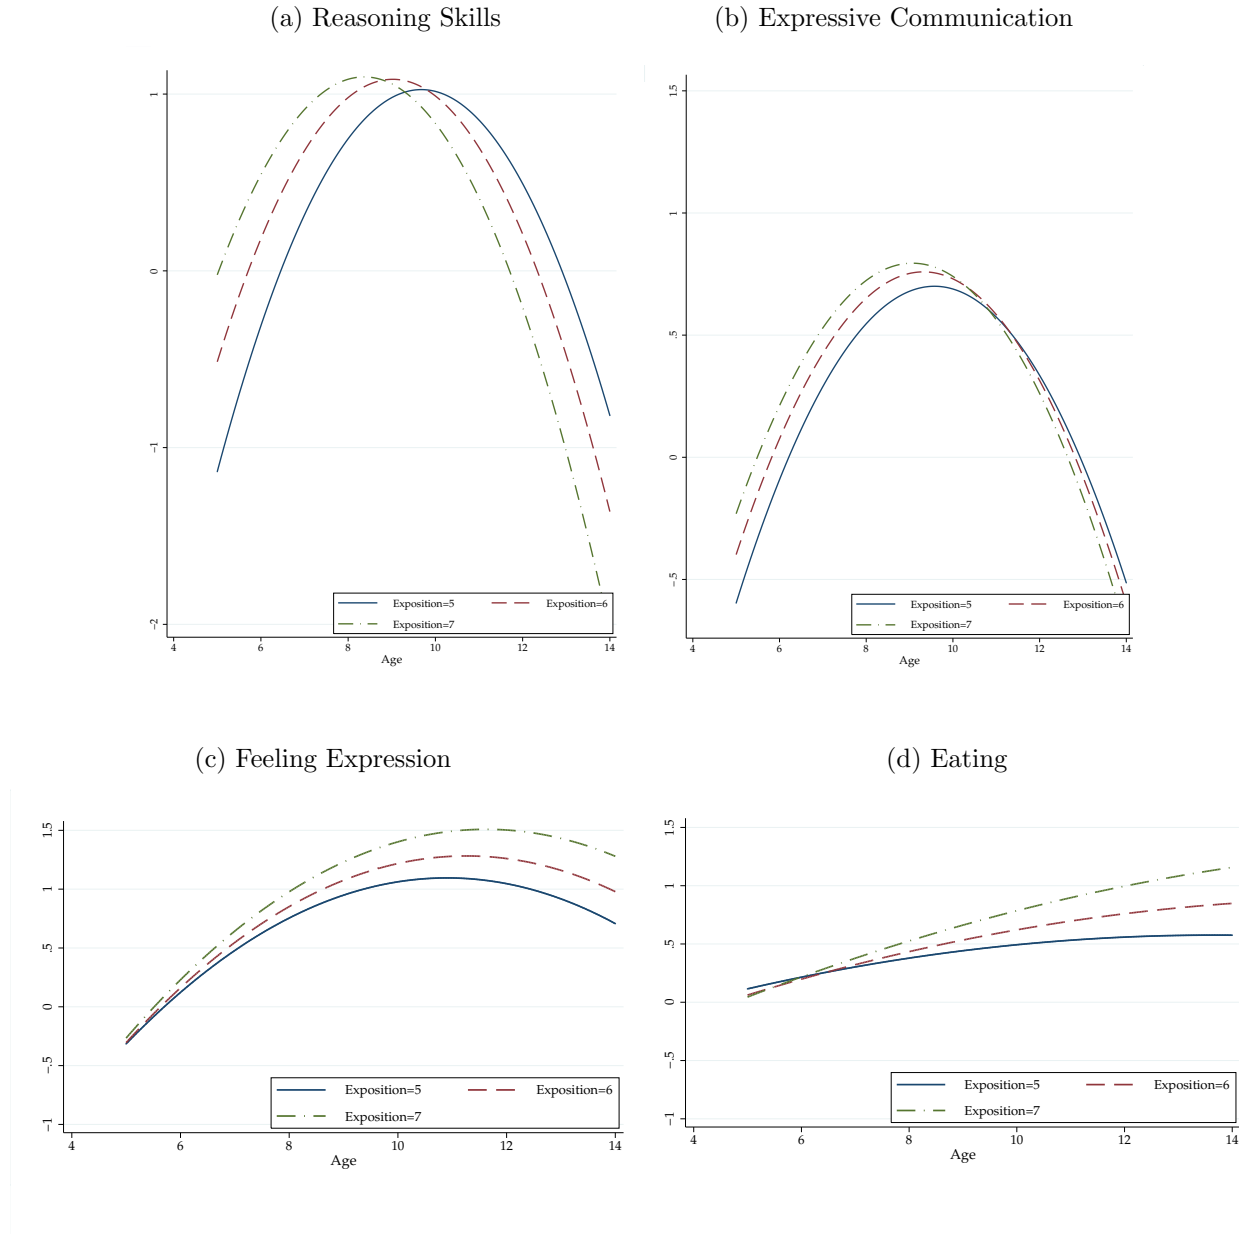 (a) Reasoning Skills
(b) Expressive Communication
1
0
−1
−2
4 6 8 10 12 14
Age
Exposition=5 Exposition=6
Exposition=7
1.5
1
.5
0
−.5
4 6 8 10 12 14
Age
Exposition=5 Exposition=6
Exposition=7
(c) Feeling Expression
(d) Eating
1.5
1
.5
0
−.5
−1
4 6 8 10 12 14
Age
Exposition=5 Exposition=6
Exposition=7
1.5
1
.5
0
−.5
−1
4 6 8 10 12 14
Age
Exposition=5 Exposition=6
Exposition=7